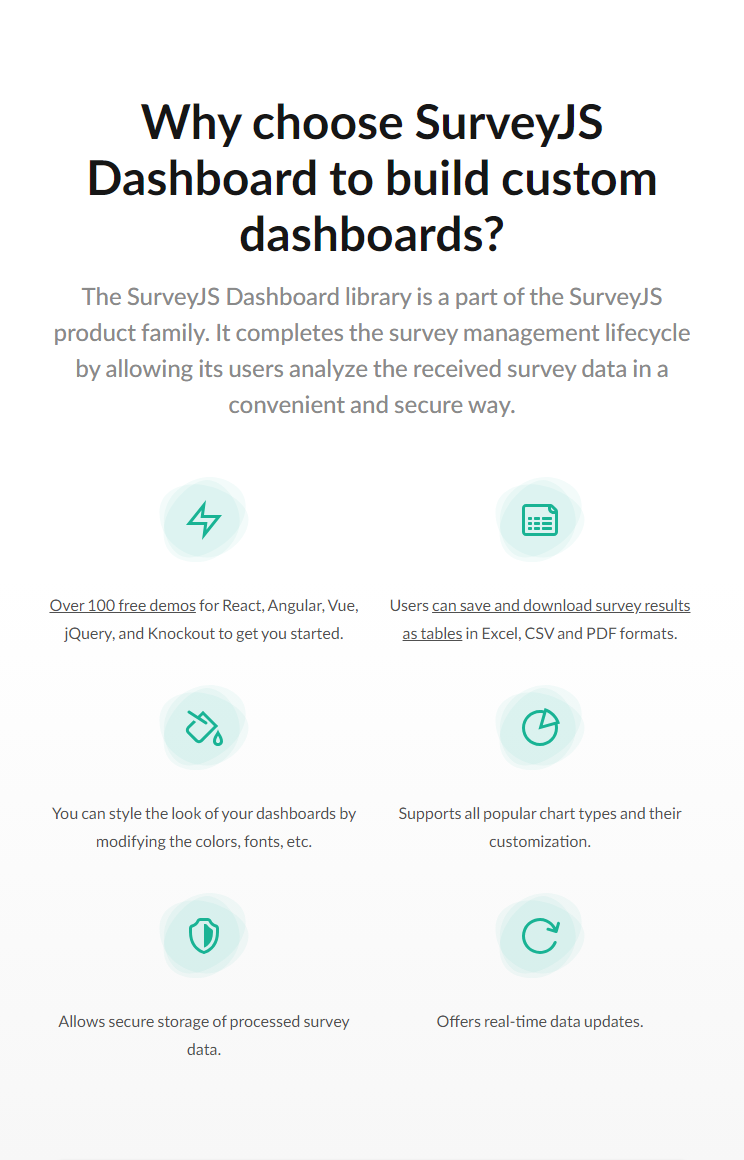 Why choose SurveyJS
Dashboard to build custom
dashboards?
The SurveyJS Dashboard library is a part of the SurveyJS
product family. It completes the survey management lifecycle
by allowing its users analyze the received survey data in a
convenient and secure way.
Over 100 free demos for React, Angular, Vue,
jQuery, and Knockout to get you started.
Users can save and download survey results
as tables in Excel, CSV and PDF formats.
You can style the look of your dashboards by
modifying the colors, fonts, etc.
Supports all popular chart types and their
customization.
Allows secure storage of processed survey
data.
Offers real-time data updates.